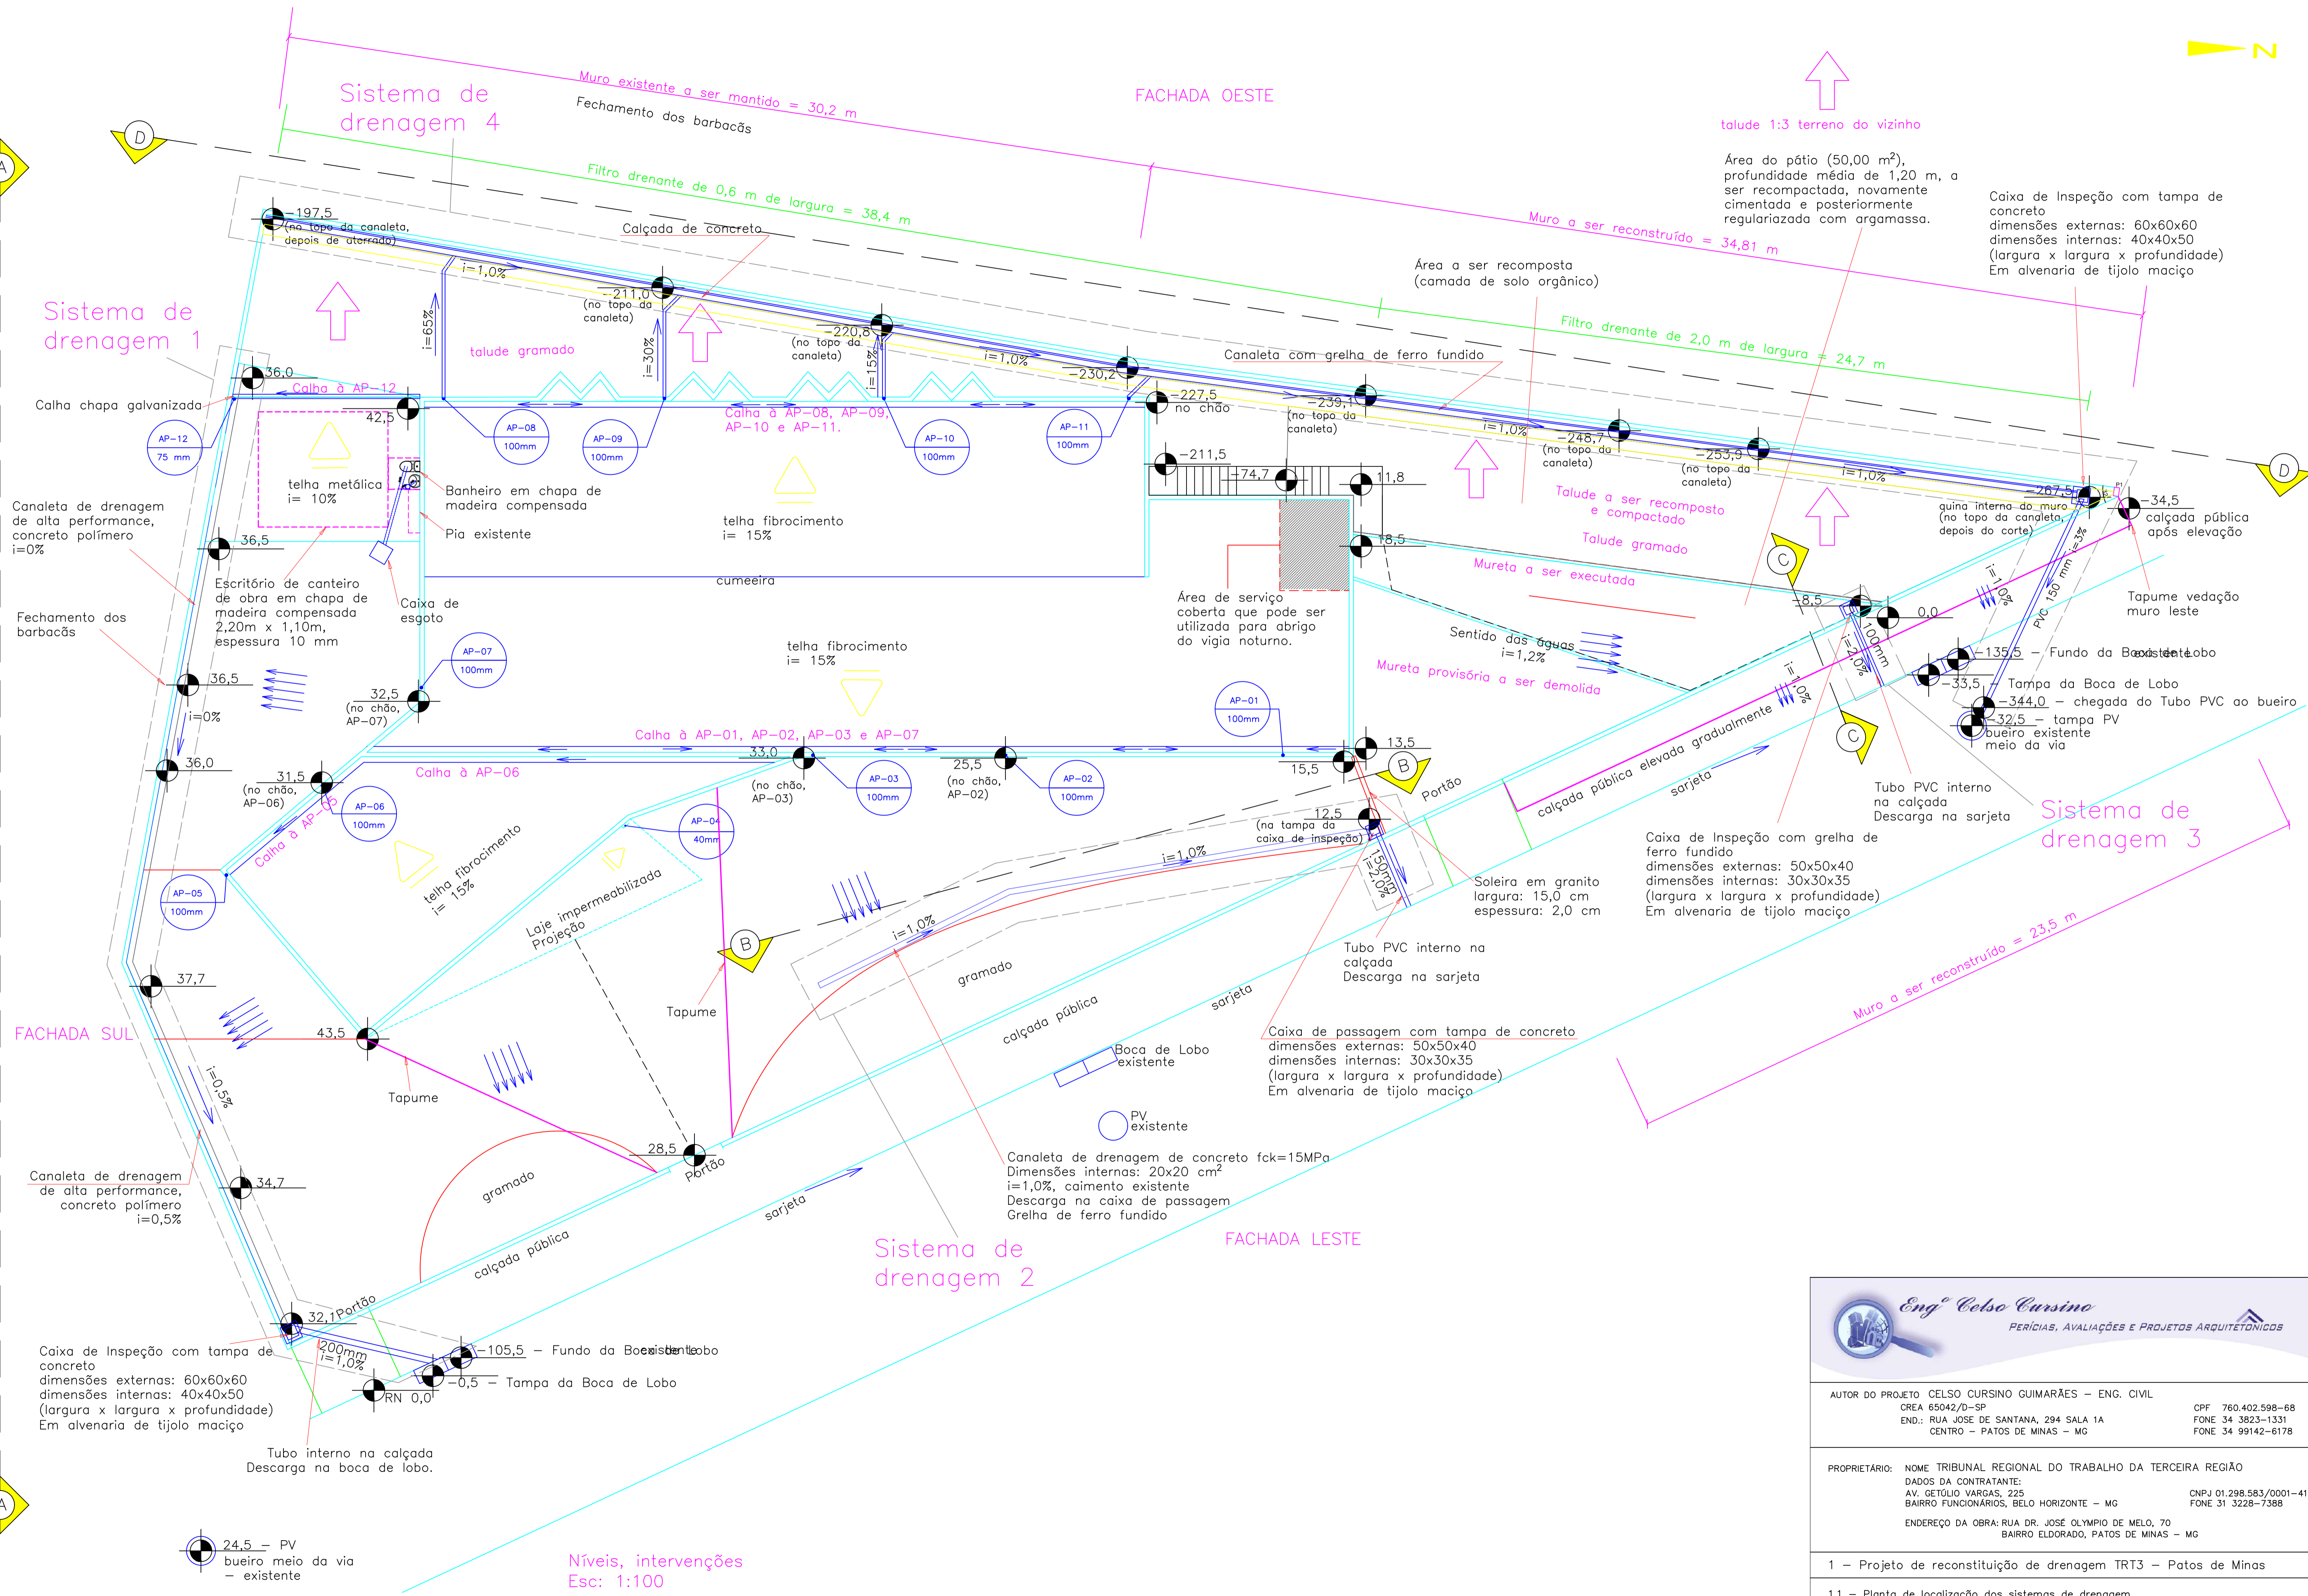 N
Muro existente a ser mantido = 30,2 m
Fechamento dos barbacãs
Sistema de
drenagem 4
FACHADA OESTE
talude 1:3 terreno do vizinho
Área do pátio (50,00 m²),
profundidade média de 1,20 m, a
ser recompactada, novamente
cimentada e posteriormente
regulariazada com argamassa.
Caixa de Inspeção com tampa de
concreto
dimensões externas: 60x60x60
dimensões internas: 40x40x50
(largura x largura x profundidade)
Em alvenaria de tijolo maciço
D
A
Filtro drenante de 0,6 m de largura = 38,4 m
Muro a ser reconstruído = 34,81 m
-197,5
(no topo da canaleta,
depois de aterrado)
Calçada de concreto
Área a ser recomposta
(camada de solo orgânico)
i=1,0%
-211,0
(no topo da
canaleta)
-220,8
(no topo da
canaleta)
i=1,0%
Filtro drenante de 2,0 m de largura = 24,7 m
Sistema de
drenagem 1
i=65%
talude gramado
i=30%
i=15%
Canaleta com grelha de ferro fundido
-230,2
36,0
Calha à AP-12
Calha chapa galvanizada
42,5
-227,5
no chão
-239,1
(no topo da
canaleta)
i=1,0%
-248,7
(no topo da
canaleta)
-253,9
(no topo da
canaleta)
i=1,0%
D
Calha à AP-08, AP-09,
AP-10 e AP-11.
AP-12
75 mm
AP-08
100mm
AP-09
100mm
AP-10
100mm
AP-11
100mm
-211,5
-74,7
11,8
telha metálica
i= 10%
Banheiro em chapa de
madeira compensada
Pia existente
telha fibrocimento
i= 15%
Talude a ser recomposto
e compactado
Talude gramado
-267,5
quina interna do muro
(no topo da canaleta,
depois do corte)
P1
-34,5
calçada pública
após elevação
Canaleta de drenagem
de alta performance,
concreto polímero
i=0%
36,5
18,5
Mureta a ser executada
C
PVC 150 mm i=3%
i=1,0%
Escritório de canteiro
de obra em chapa de
madeira compensada
2,20m x 1,10m,
espessura 10 mm
Caixa de
esgoto
cumeeira
Área de serviço
coberta que pode ser
utilizada para abrigo
do vigia noturno.
-8,5
0,0
Tapume vedação
muro leste
Fechamento dos
barbacãs
Sentido das águas
i=1,2%
100mm
i=2,0%
-135,5 - Fundo da Boca de Lobo
existente
-33,5 - Tampa da Boca de Lobo
-344,0 - chegada do Tubo PVC ao bueiro
-32,5 - tampa PV
bueiro existente
meio da via
AP-07
100mm
telha fibrocimento
i= 15%
36,5
i=0%
32,5
(no chão,
AP-07)
Mureta provisória a ser demolida
AP-01
100mm
i=1,0%
C
Calha à AP-01, AP-02, AP-03 e AP-07
36,0
31,5
(no chão,
AP-06)
Calha à AP-06
33,0
(no chão,
AP-03)
25,5
(no chão,
AP-02)
13,5
15,5
B
Portão
calçada pública elevada gradualmente
sarjeta
AP-06
100mm
AP-03
100mm
AP-02
100mm
AP-04
40mm
Calha à AP-05
Tubo PVC interno
na calçada
Descarga na sarjeta
Sistema de
drenagem 3
12,5
(na tampa da
caixa de inspeção)
i=1,0%
150mm
i=2,0%
Caixa de Inspeção com grelha de
ferro fundido
dimensões externas: 50x50x40
dimensões internas: 30x30x35
(largura x largura x profundidade)
Em alvenaria de tijolo maciço
AP-05
100mm
telha fibrocimento
i= 15%
Laje impermeabilizada
Projeção
B
i=1,0%
Soleira em granito
largura: 15,0 cm
espessura: 2,0 cm
Muro a ser reconstruído = 23,5 m
Tubo PVC interno na
calçada
Descarga na sarjeta
gramado
37,7
FACHADA SUL
Tapume
43,5
calçada pública
sarjeta
Caixa de passagem com tampa de concreto
dimensões externas: 50x50x40
dimensões internas: 30x30x35
(largura x largura x profundidade)
Em alvenaria de tijolo maciço
Boca de Lobo
existente
i=0,5%
Tapume
PV
existente
28,5
Portão
Canaleta de drenagem
de alta performance,
concreto polímero
i=0,5%
34,7
gramado
sarjeta
Canaleta de drenagem de concreto fck=15MPa
Dimensões internas: 20x20 cm²
i=1,0%, caimento existente
Descarga na caixa de passagem
Grelha de ferro fundido
calçada pública
Sistema de
drenagem 2
FACHADA LESTE
32,1
Portão
200mm
i=1,0%
Caixa de Inspeção com tampa de
concreto
dimensões externas: 60x60x60
dimensões internas: 40x40x50
(largura x largura x profundidade)
Em alvenaria de tijolo maciço
-105,5 - Fundo da Boca de Lobo
existente
-0,5 - Tampa da Boca de Lobo
RN 0,0
Tubo interno na calçada
Descarga na boca de lobo.
A
24,5 - PV
bueiro meio da via
- existente
Níveis, intervenções
Esc: 1:100
Engº Celso Cursino
Perícias, Avaliações e Projetos Arquitetônicos
AUTOR DO PROJETO CELSO CURSINO GUIMARÃES - ENG. CIVIL
CREA 65042/D-SP
CPF 760.402.598-68
END.: RUA JOSE DE SANTANA, 294 SALA 1A
FONE 34 3823-1331
CENTRO - PATOS DE MINAS - MG
FONE 34 99142-6178
PROPRIETÁRIO: NOME TRIBUNAL REGIONAL DO TRABALHO DA TERCEIRA REGIÃO
DADOS DA CONTRATANTE:
AV. GETÚLIO VARGAS, 225
CNPJ 01.298.583/0001-41
BAIRRO FUNCIONÁRIOS, BELO HORIZONTE - MG
FONE 31 3228-7388
ENDEREÇO DA OBRA: RUA DR. JOSÉ OLYMPIO DE MELO, 70
BAIRRO ELDORADO, PATOS DE MINAS - MG
1 - Projeto de reconstituição de drenagem TRT3 - Patos de Minas
1.1 - Planta de localização dos sistemas de drenagem